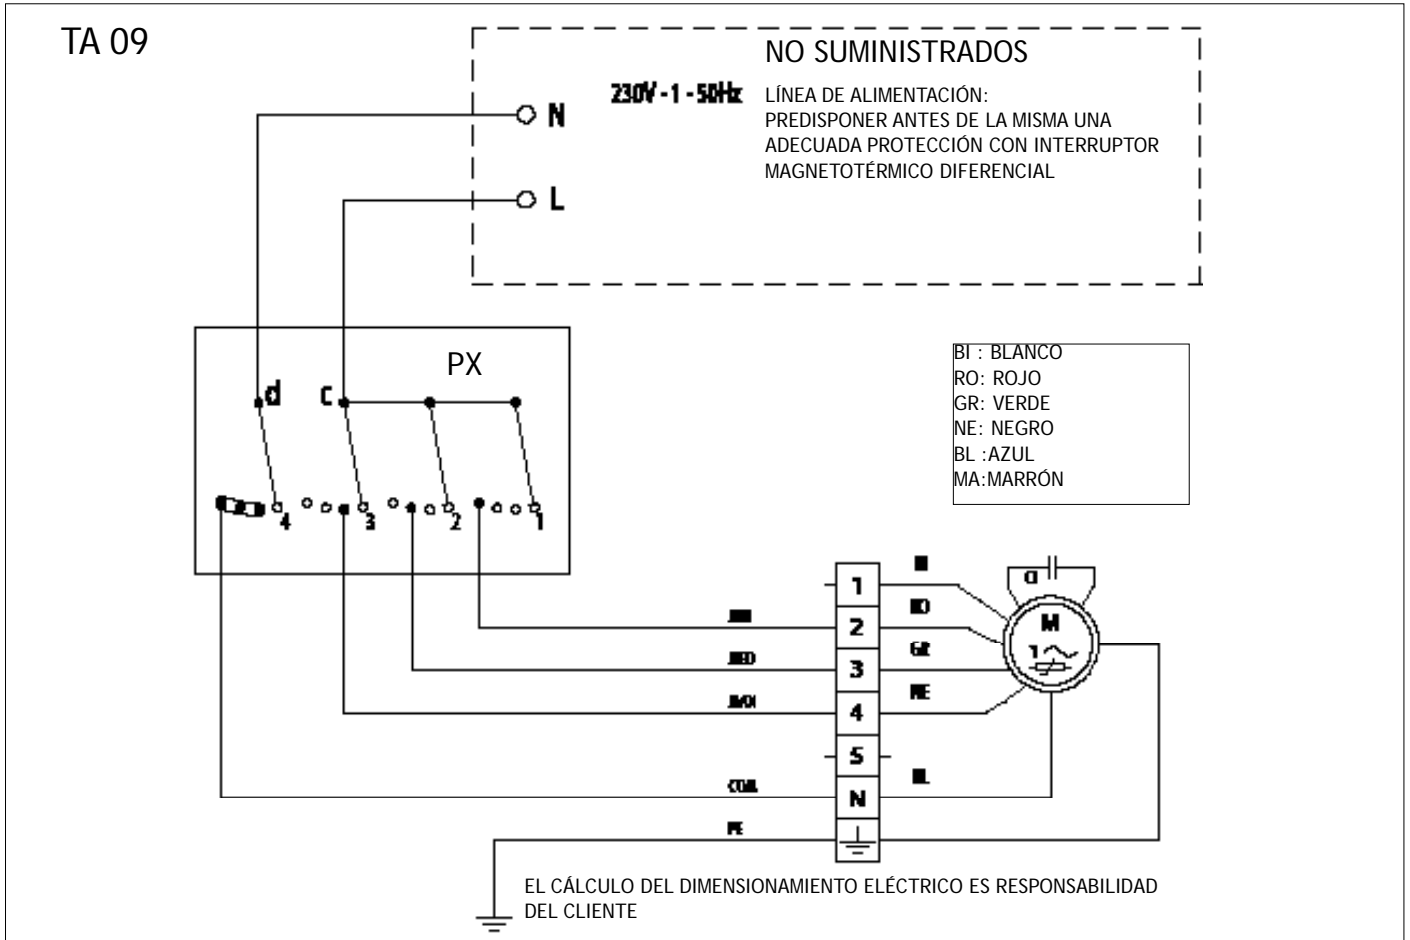 TA 09
NO SUMINISTRADOS
230V - 1 - 50Hz
LÍNEA DE ALIMENTACIÓN:
PREDISPONER ANTES DE LA MISMA UNA
ADECUADA PROTECCIÓN CON INTERRUPTOR
MAGNETOTÉRMICO DIFERENCIAL
N
L
PX
d
c
4
3
2
1
BI : BLANCO
RO: ROJO
GR: VERDE
NE: NEGRO
BL :AZUL
MA:MARRÓN
1
2
3
4
5
N
RO
GR
NE
BL
M
1
COM.
PE
EL CÁLCULO DEL DIMENSIONAMIENTO ELÉCTRICO ES RESPONSABILIDAD
DEL CLIENTE